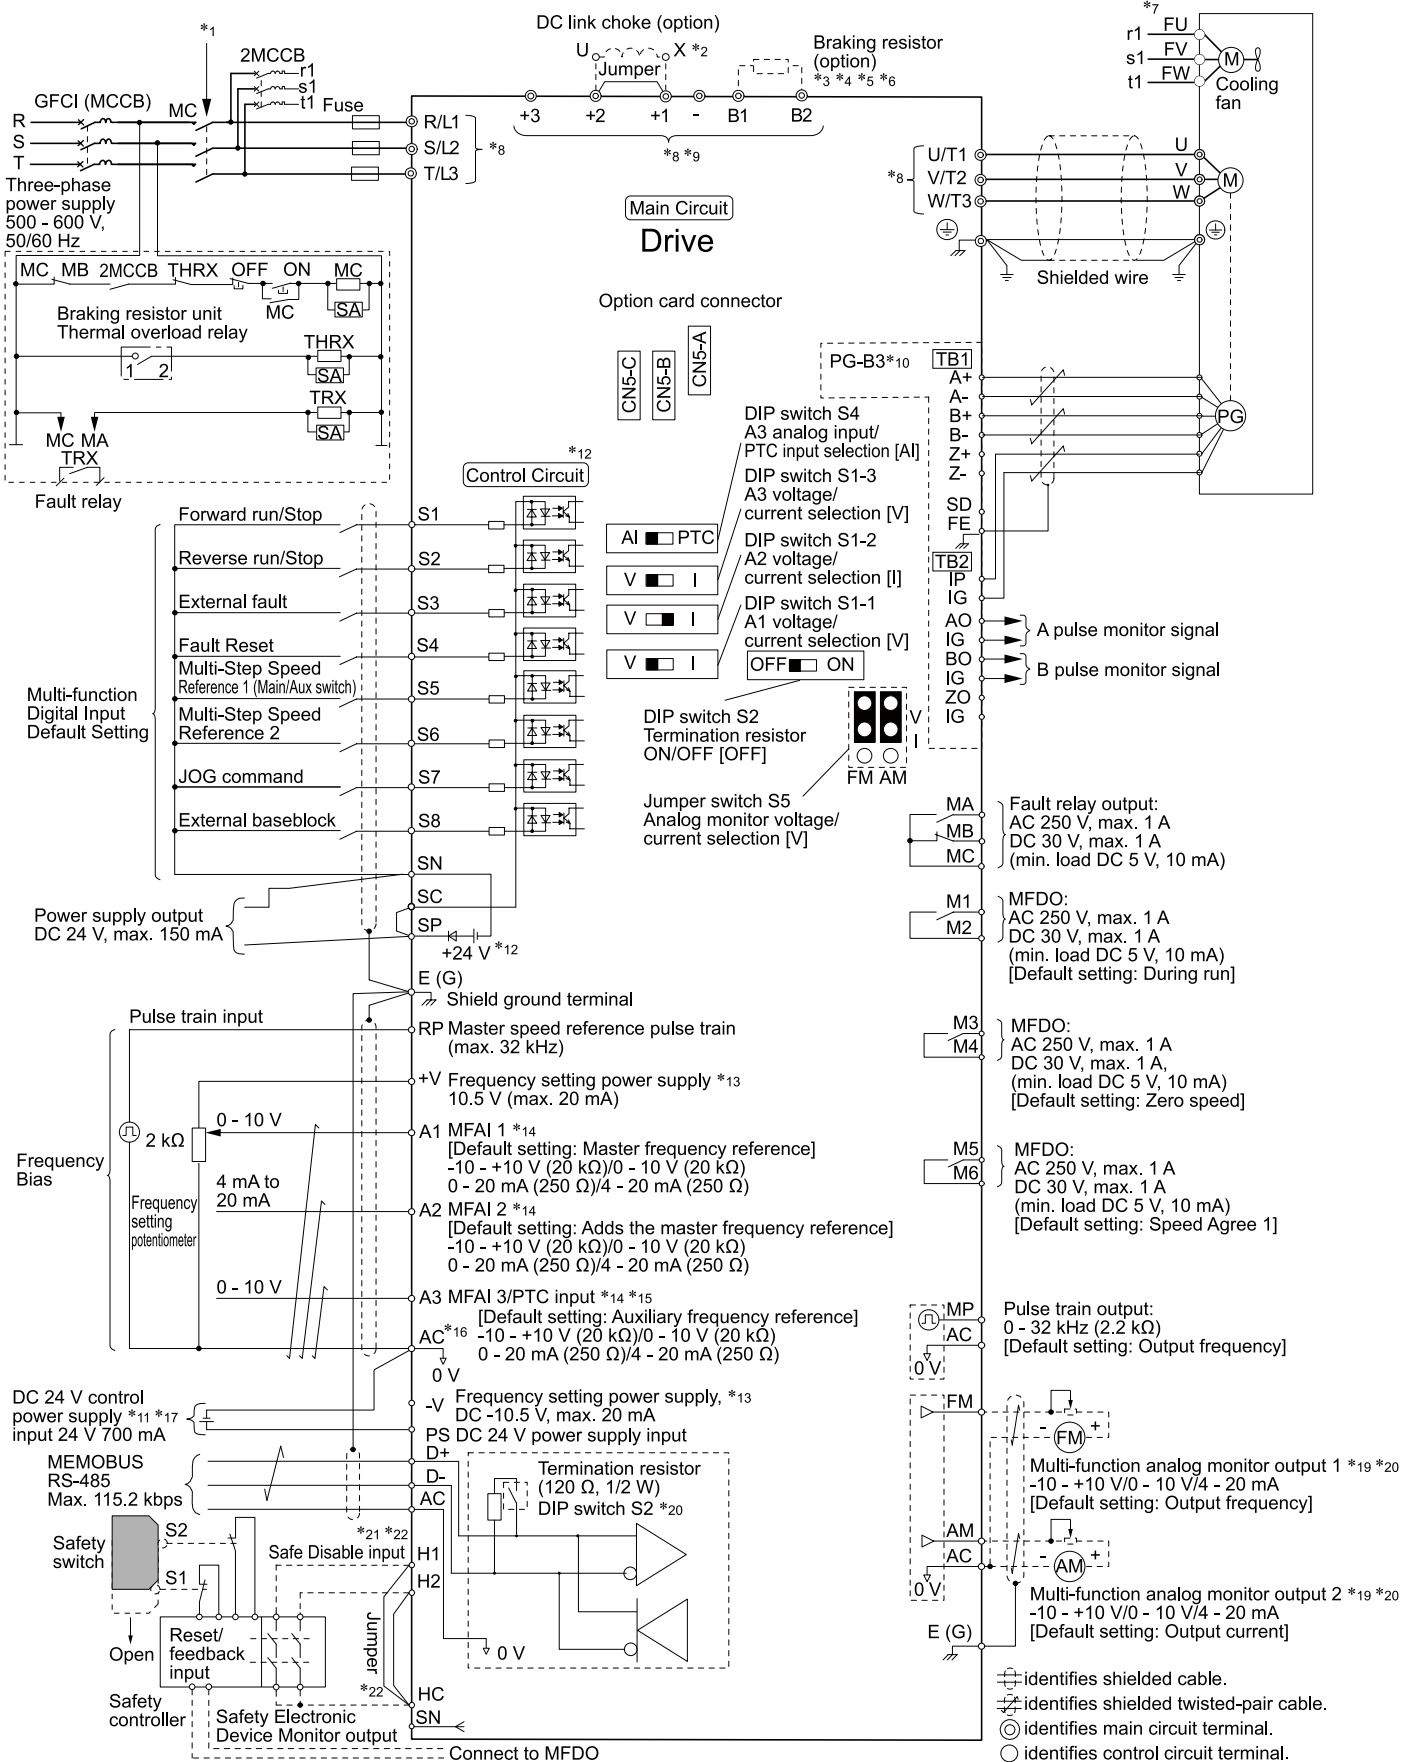 *1
DC link choke (option)
U X *2
Jumper
Braking resistor
(option)
*3 *4 *5 *6
*7
r1 FU
s1 FV
t1 FW
M
Cooling
fan
2MCCB
r1
s1
t1
GFCI (MCCB)
MC
Fuse
R
S
T
R/L1
S/L2
T/L3
*8
+3 +2 +1 - B1 B2
*8 *9
Three-phase
power supply
500 - 600 V,
50/60 Hz
Main Circuit
Drive
*8
U/T1
V/T2
W/T3
U
V
W
M
Shielded wire
MC MB 2MCCB THRX OFF ON MC
MC
SA
Braking resistor unit
Thermal overload relay
1 2
THRX
SA
TRX
SA
MC MA
TRX
Fault relay
Option card connector
CN5-C
CN5-B
CN5-A
PG-B3*10
TB1
A+
A-
B+
B-
Z+
Z-
SD
FE
TB2
IP
IG
AO
IG
BO
IG
ZO
IG
PG
A pulse monitor signal
B pulse monitor signal
DIP switch S4
A3 analog input/
PTC input selection [AI]
DIP switch S1-3
A3 voltage/
current selection [V]
DIP switch S1-2
A2 voltage/
current selection [I]
DIP switch S1-1
A1 voltage/
current selection [V]
AI PTC
V I
V I
V I
OFF ON
DIP switch S2
Termination resistor
ON/OFF [OFF]
V
I
FM AM
Jumper switch S5
Analog monitor voltage/
current selection [V]
*12
Control Circuit
Multi-function
Digital Input
Default Setting
Forward run/Stop
S1
Reverse run/Stop
S2
External fault
S3
Fault Reset
S4
Multi-Step Speed
Reference 1 (Main/Aux switch)
S5
Multi-Step Speed
Reference 2
S6
JOG command
S7
External baseblock
S8
SN
SC
SP
+24 V *12
Power supply output
DC 24 V, max. 150 mA
E (G)
Shield ground terminal
MA
MB
MC
Fault relay output:
AC 250 V, max. 1 A
DC 30 V, max. 1 A
(min. load DC 5 V, 10 mA)
M1
M2
MFDO:
AC 250 V, max. 1 A
DC 30 V, max. 1 A
(min. load DC 5 V, 10 mA)
[Default setting: During run]
M3
M4
MFDO:
AC 250 V, max. 1 A
DC 30 V, max. 1 A,
(min. load DC 5 V, 10 mA)
[Default setting: Zero speed]
M5
M6
MFDO:
AC 250 V, max. 1 A
DC 30 V, max. 1 A
(min. load DC 5 V, 10 mA)
[Default setting: Speed Agree 1]
Pulse train input
RP Master speed reference pulse train
(max. 32 kHz)
+V Frequency setting power supply *13
10.5 V (max. 20 mA)
Frequency
Bias
2 kΩ
Frequency
setting
potentiometer
0 - 10 V
A1 MFAI 1 *14
[Default setting: Master frequency reference]
-10 - +10 V (20 kΩ)/0 - 10 V (20 kΩ)
0 - 20 mA (250 Ω)/4 - 20 mA (250 Ω)
4 mA to
20 mA
A2 MFAI 2 *14
[Default setting: Adds the master frequency reference]
-10 - +10 V (20 kΩ)/0 - 10 V (20 kΩ)
0 - 20 mA (250 Ω)/4 - 20 mA (250 Ω)
0 - 10 V
A3 MFAI 3/PTC input *14 *15
[Default setting: Auxiliary frequency reference]
AC*16 -10 - +10 V (20 kΩ)/0 - 10 V (20 kΩ)
0 - 20 mA (250 Ω)/4 - 20 mA (250 Ω)
0 V
-V Frequency setting power supply, *13
DC -10.5 V, max. 20 mA
PS DC 24 V power supply input
DC 24 V control
power supply *11 *17
input 24 V 700 mA
MEMOBUS
RS-485
Max. 115.2 kbps
D+
D-
AC
Termination resistor
(120 Ω, 1/2 W)
DIP switch S2 *20
0 V
MP
AC
0 V
Pulse train output:
0 - 32 kHz (2.2 kΩ)
[Default setting: Output frequency]
FM
- +
FM
Multi-function analog monitor output 1 *19 *20
-10 - +10 V/0 - 10 V/4 - 20 mA
[Default setting: Output frequency]
AM
AC
0 V
- +
AM
Multi-function analog monitor output 2 *19 *20
-10 - +10 V/0 - 10 V/4 - 20 mA
[Default setting: Output current]
E (G)
Safety
switch
S2
S1
Open
*21 *22
Safe Disable input
H1
H2
Jumper
*22
HC
SN
Reset/
feedback
input
Safety
controller
Safety Electronic
Device Monitor output
Connect to MFDO
identifies shielded cable.
identifies shielded twisted-pair cable.
identifies main circuit terminal.
identifies control circuit terminal.